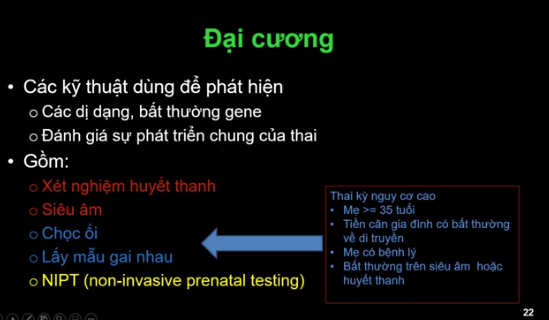 Đại cương
• Các kỹ thuật dùng để phát hiện
o Các dị dạng, bất thường gene
o Đánh giá sự phát triển chung của thai
• Gồm:
o Xét nghiệm huyết thanh
o Siêu âm
o Chọc ối
o Lấy mẫu gai nhau
o NIPT (non-invasive prenatal testing)
Thai kỳ nguy cơ cao
• Mẹ >= 35 tuổi
• Tiền căn gia đình có bất thường
về di truyền
• Mẹ có bệnh lý
• Bất thường trên siêu âm hoặc
huyết thanh
22